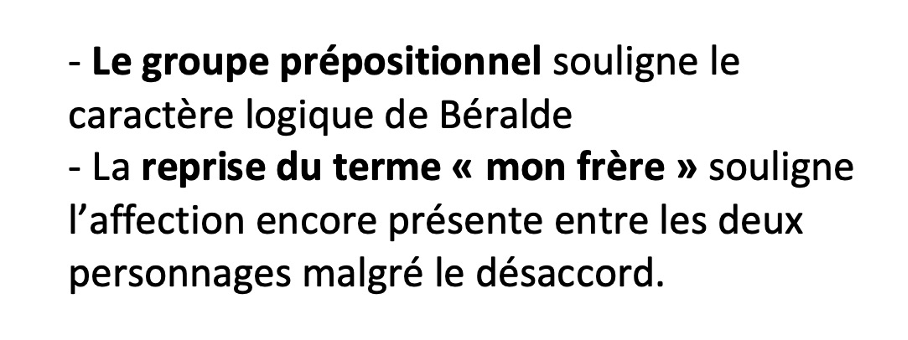 - Le groupe prépositionnel souligne le
caractère logique de Béralde
- La reprise du terme « mon frère » souligne
l’affection encore présente entre les deux
personnages malgré le désaccord.